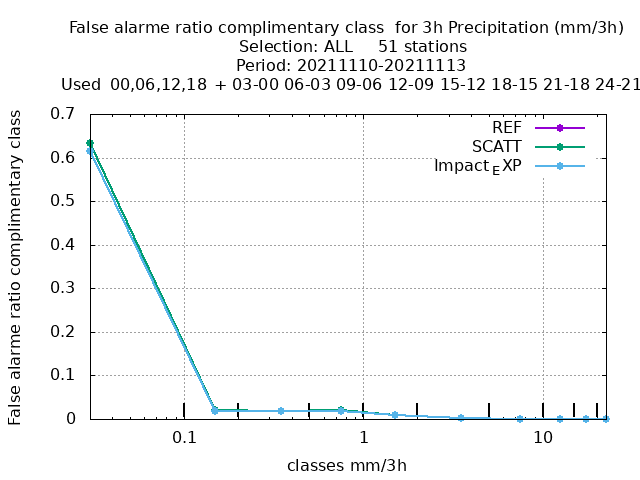 False alarme ratio complimentary class  for 3h Precipitation (mm/3h)
Selection: ALL     51 stations
Period: 20211110-20211113
Used  00,06,12,18  + 03-00 06-03 09-06 12-09 15-12 18-15 21-18 24-21
False alarme ratio complimentary class
0.7
0.6
0.5
0.4
0.3
0.2
0.1
0
REF
SCATT
Impact_EXP
0.1
1
10
classes mm/3h